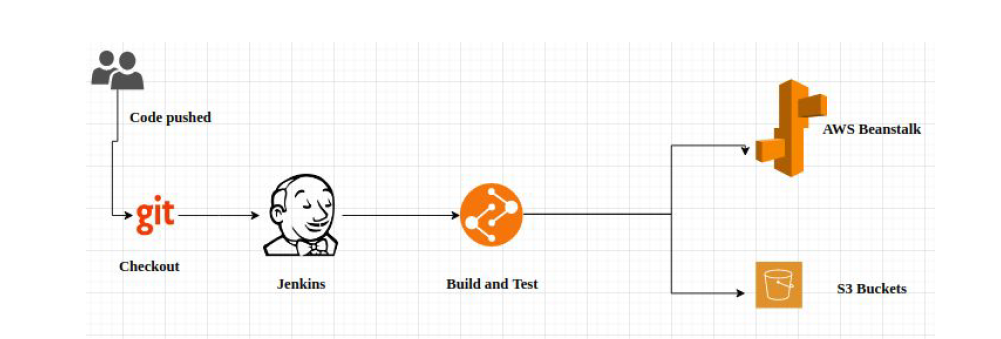 Code pushed
AWS Beanstalk
git
Checkout
Jenkins
Build and Test
S3 Buckets